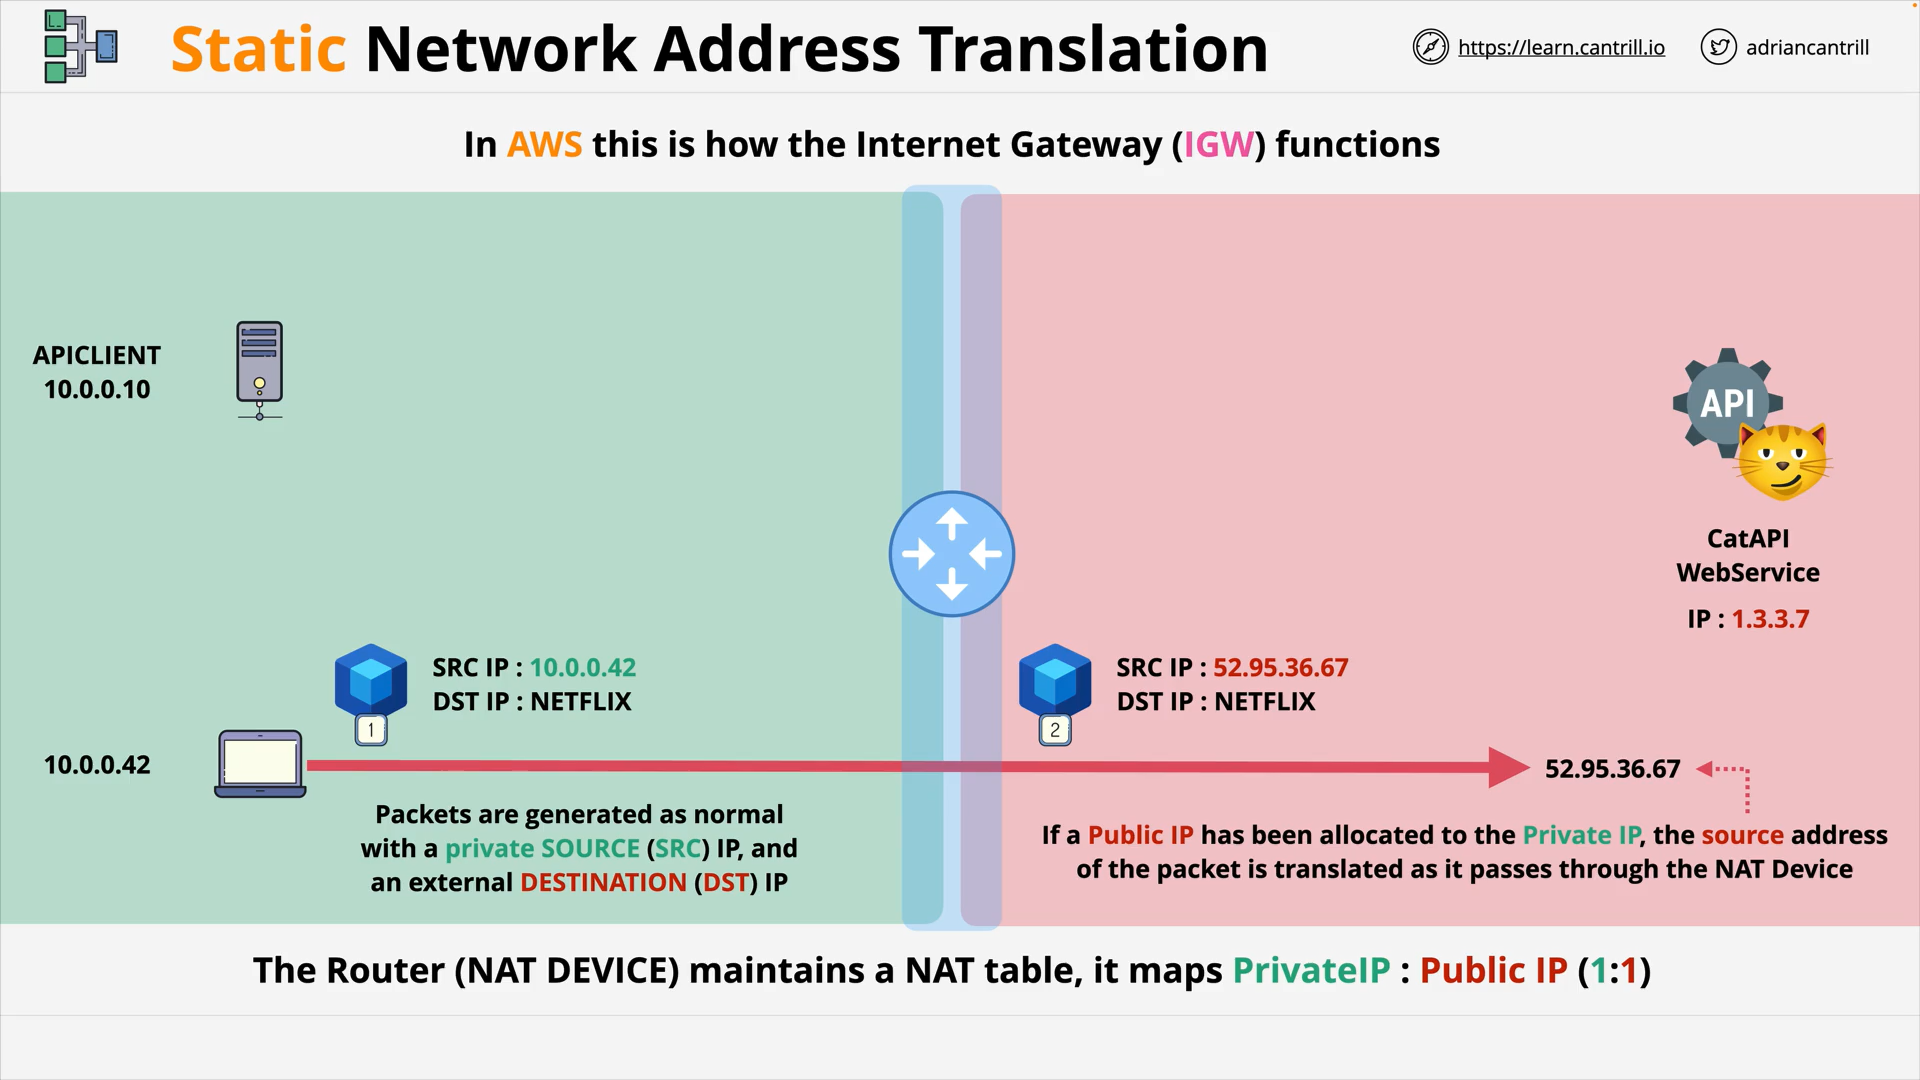 Static Network Address Translation
https://learn.cantrill.io
adriancantrill
In AWS this is how the Internet Gateway (IGW) functions
APICLIENT
10.0.0.10
API
CatAPI
WebService
IP : 1.3.3.7
SRC IP : 10.0.0.42
DST IP : NETFLIX
1
SRC IP : 52.95.36.67
DST IP : NETFLIX
2
10.0.0.42
52.95.36.67
Packets are generated as normal
with a private SOURCE (SRC) IP, and
an external DESTINATION (DST) IP
If a Public IP has been allocated to the Private IP, the source address
of the packet is translated as it passes through the NAT Device
The Router (NAT DEVICE) maintains a NAT table, it maps PrivateIP : Public IP (1:1)